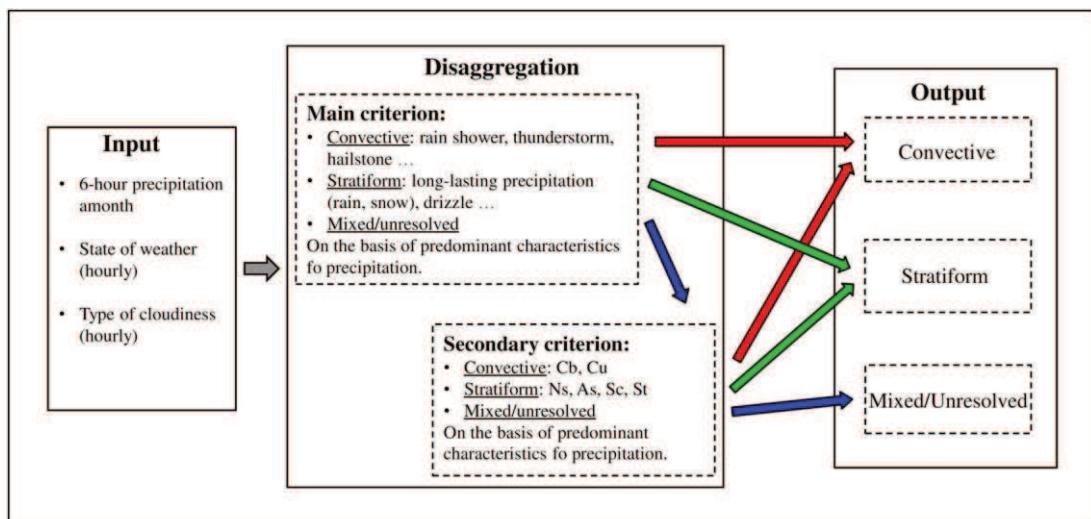 Input
• 6-hour precipitation
amonth
• State of weather
(hourly)
• Type of cloudiness
(hourly)
Disaggregation
Main criterion:
• Convective: rain shower, thunderstorm,
hailstone …
• Stratiform: long-lasting precipitation
(rain, snow), drizzle …
• Mixed/unresolved
On the basis of predominant characteristics
fo precipitation.
Secondary criterion:
• Convective: Cb, Cu
• Stratiform: Ns, As, Sc, St
• Mixed/unresolved
On the basis of predominant
characteristics fo precipitation.
Output
Convective
Stratiform
Mixed/Unresolved